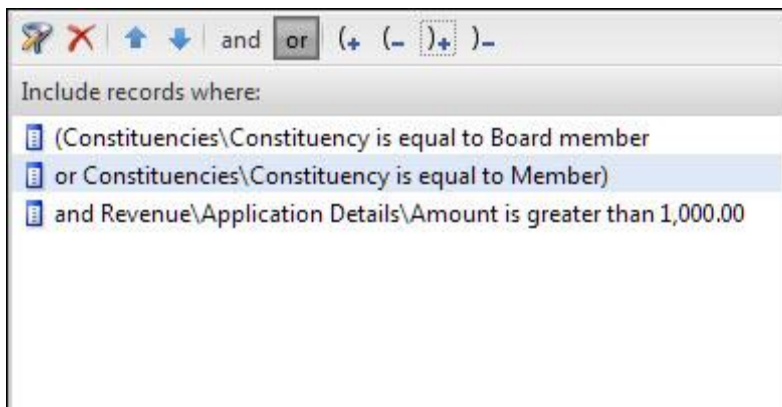 and or (+ (- )+ )-
Include records where:
(Constituencies\Constituency is equal to Board member
or Constituencies\Constituency is equal to Member)
and Revenue\Application Details\Amount is greater than 1,000.00